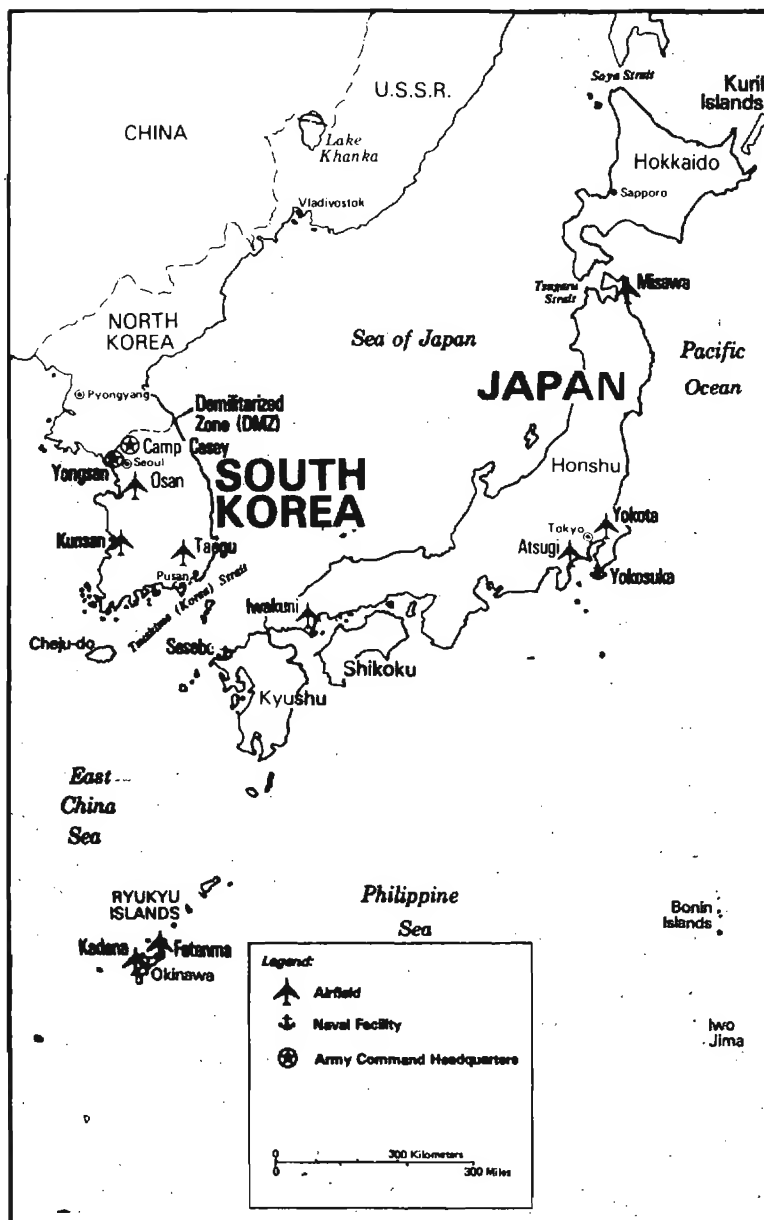 U.S.S.R.
Soya Strait
Kuril
Islands
CHINA
Lake
Khanka
Hokkaido
Sapporo
Vladivostok
Tsugaru
Strait
Misawa
NORTH
KOREA
Sea of Japan
Pacific
Ocean
JAPAN
Pyongyang
Demilitarized
Zone (DMZ)
Camp Casey
Seoul
Yongsan
Osan
SOUTH
KOREA
Honshu
Kunsan
Taegu
Pusan
Tokyo
Yokota
Atsugi
Yokosuka
Tsushima (Korea) Strait
Iwakuni
Cheju-do
Sasebo
Shikoku
Kyushu
East
China
Sea
RYUKYU
ISLANDS
Philippine
Sea
Bonin
Islands
Kadena
Fatanma
Okinawa
Iwo
Jima
Legend:
Airfield
Naval Facility
Army Command Headquarters
0 300 Kilometers
0 300 Miles